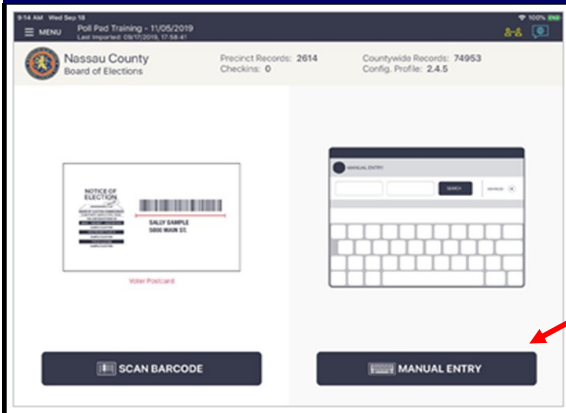 9:14 AM Wed Sep 18
100%
MENU
Poll Pad Training - 11/05/2019
Last Imported: 09/17/2019, 17:58:41
Nassau County
Board of Elections
Precinct Records: 2614
Checkins: 0
Countywide Records: 74953
Config. Profile: 2.4.5
NOTICE OF
ELECTION
SALLY SAMPLE
5800 MAIN ST.
Voter Postcard
MANUAL ENTRY
SEARCH
SCAN BARCODE
MANUAL ENTRY